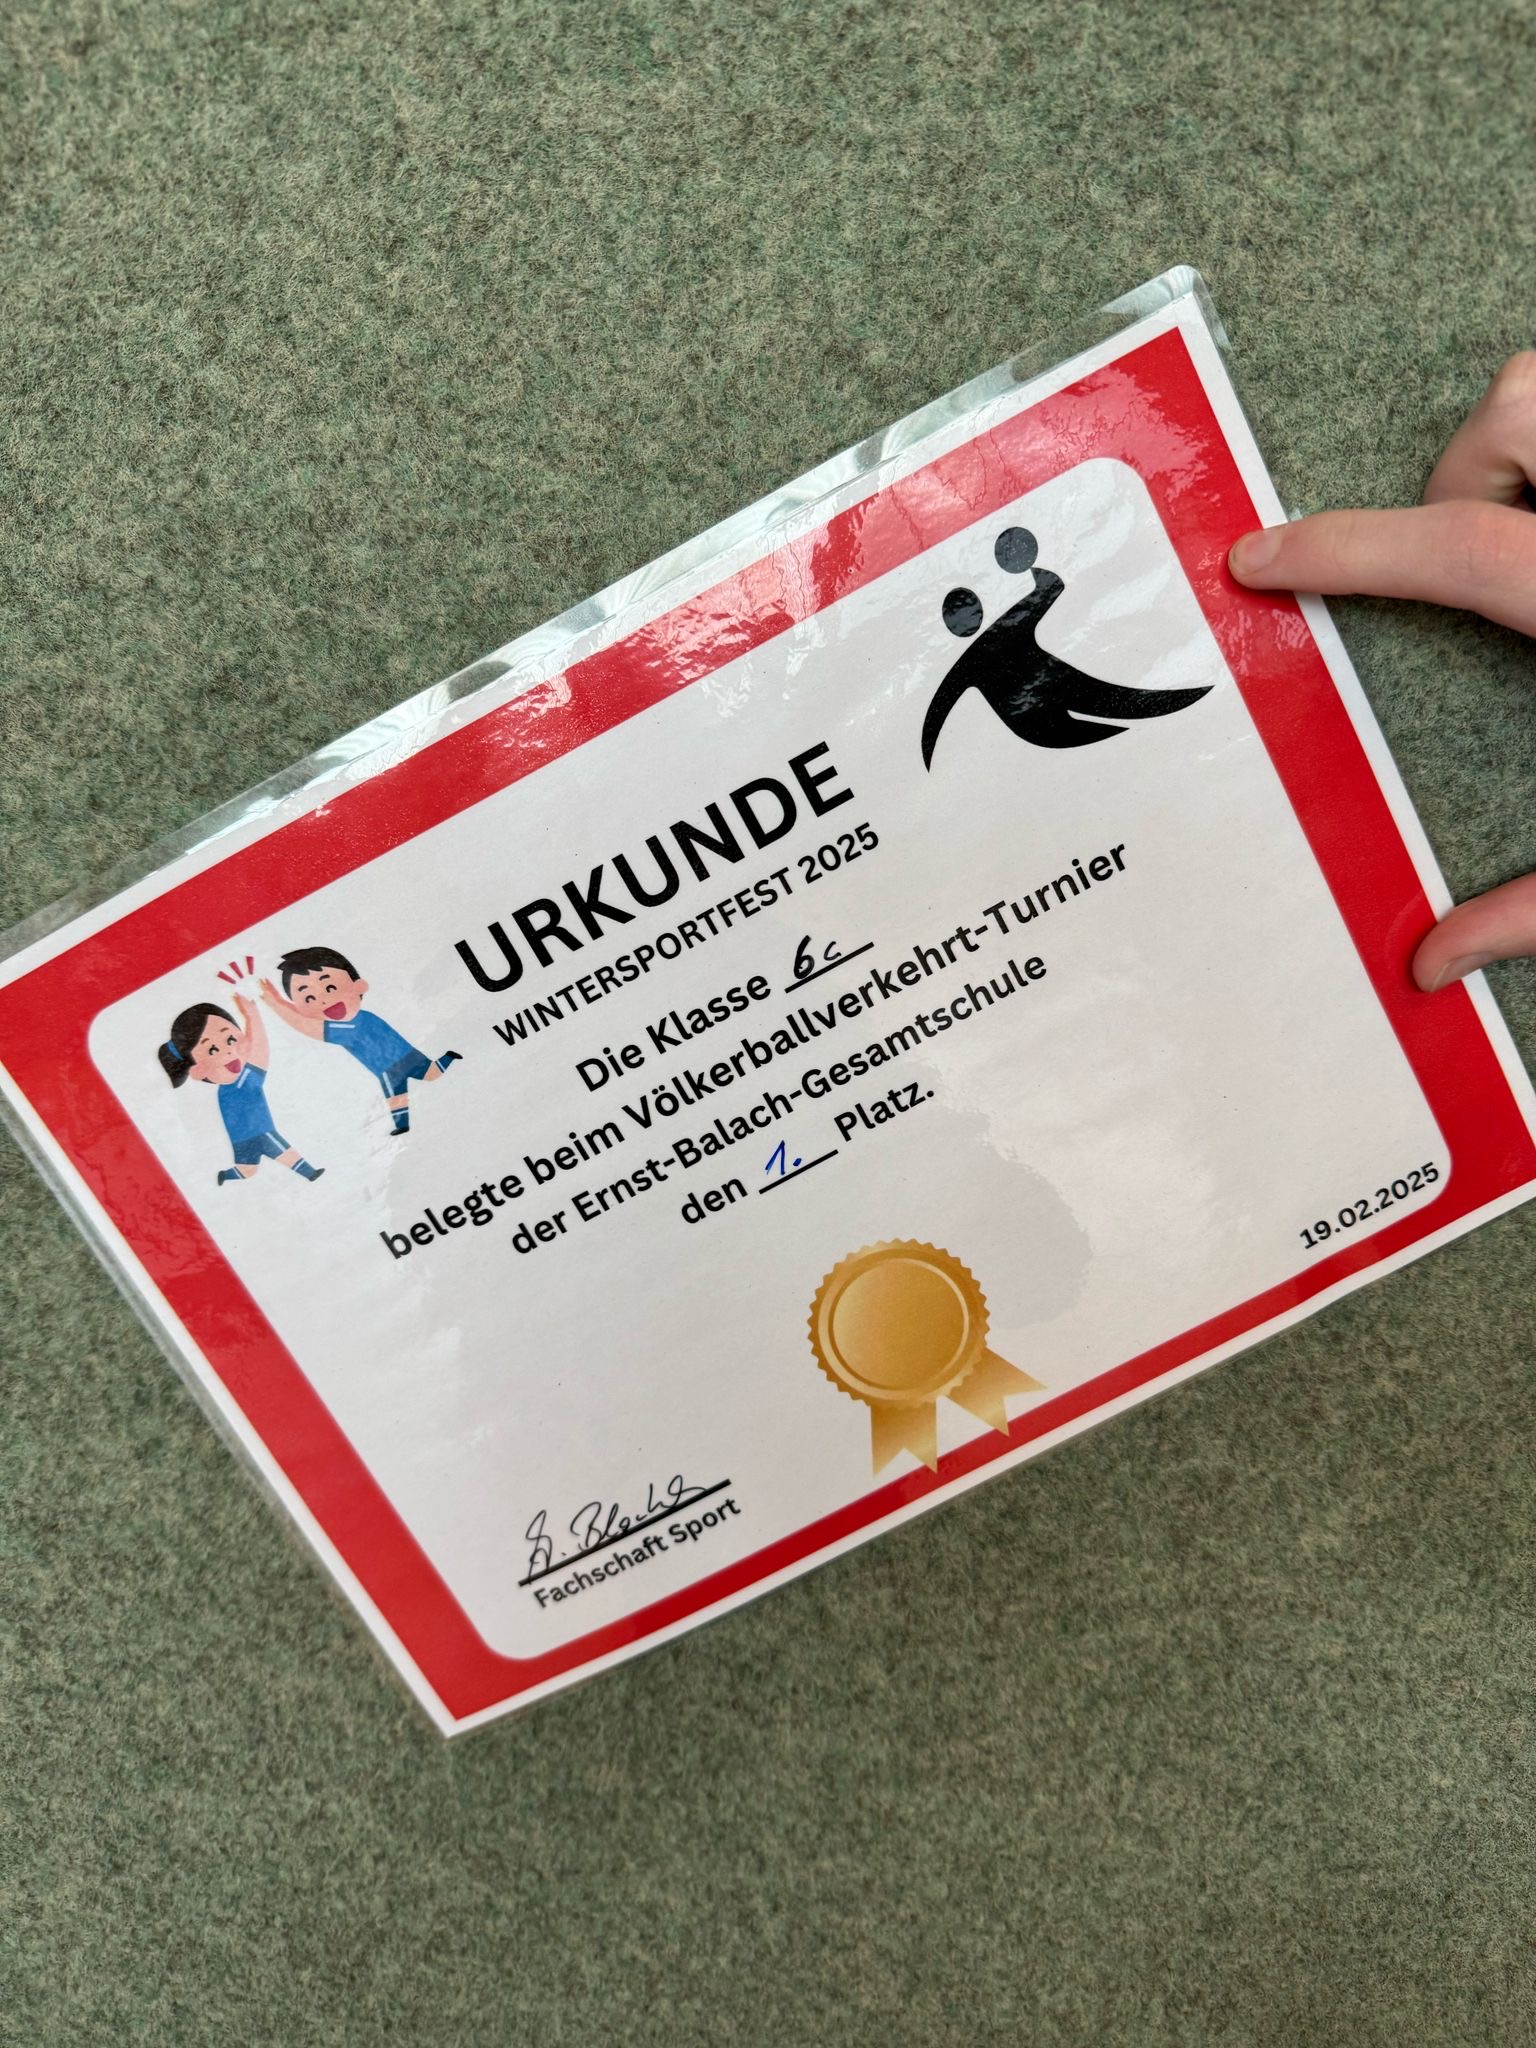 URKUNDE
WINTERSPORTFEST 2025
Die Klasse 6c
belegte beim Völkerballverkehrt-Turnier
der Ernst-Balach-Gesamtschule
den 1. Platz.
19.02.2025
Fachschaft Sport